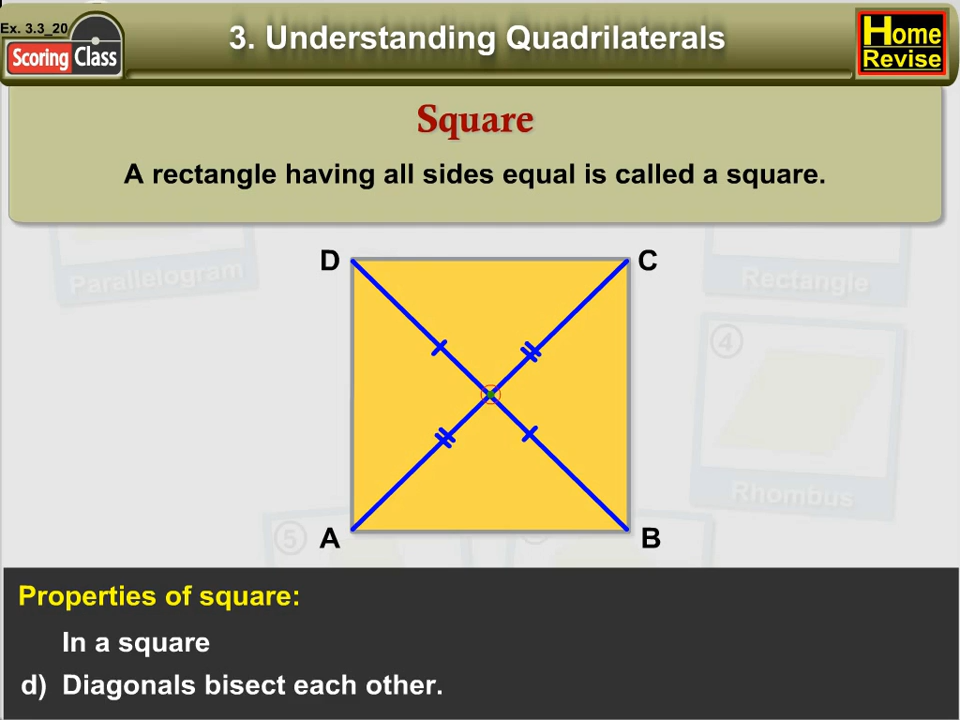 Ex. 3.3_20
Scoring Class
3. Understanding Quadrilaterals
Home
Revise
Square
A rectangle having all sides equal is called a square.
D
C
Parallelogram
Rectangle
4
Rhombus
5
A
B
Properties of square:
In a square
d) Diagonals bisect each other.